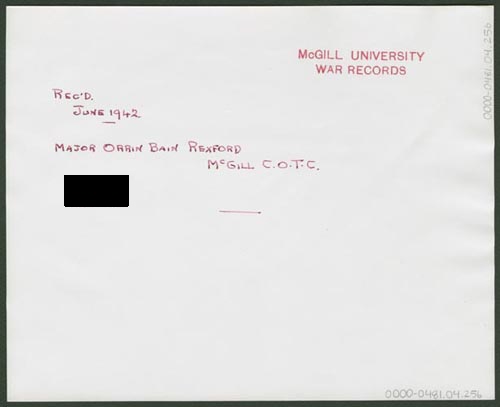 McGILL UNIVERSITY
WAR RECORDS
REC'D.
JUNE 1942
MAJOR ORRIN BAIN REXFORD
McGILL C.O.T.C.
0000-0481.04.256
0000-0481.04.256